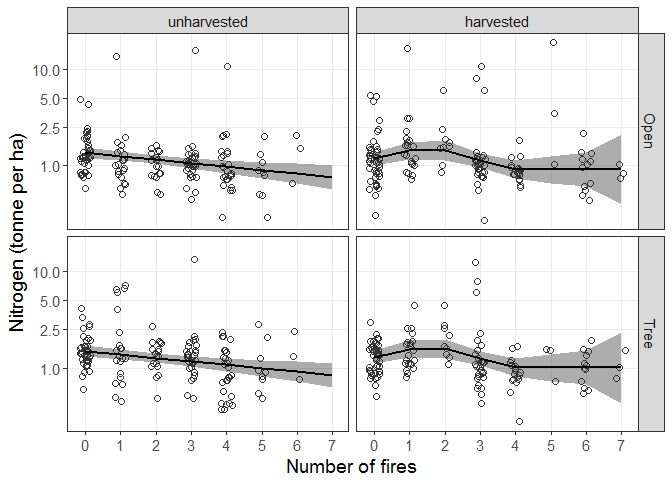 unharvested harvested
Nitrogen (tonne per ha)
10.0
5.0
2.5
1.0
Open
10.0
5.0
2.5
1.0
Tree
0 1 2 3 4 5 6 7 0 1 2 3 4 5 6 7
Number of fires